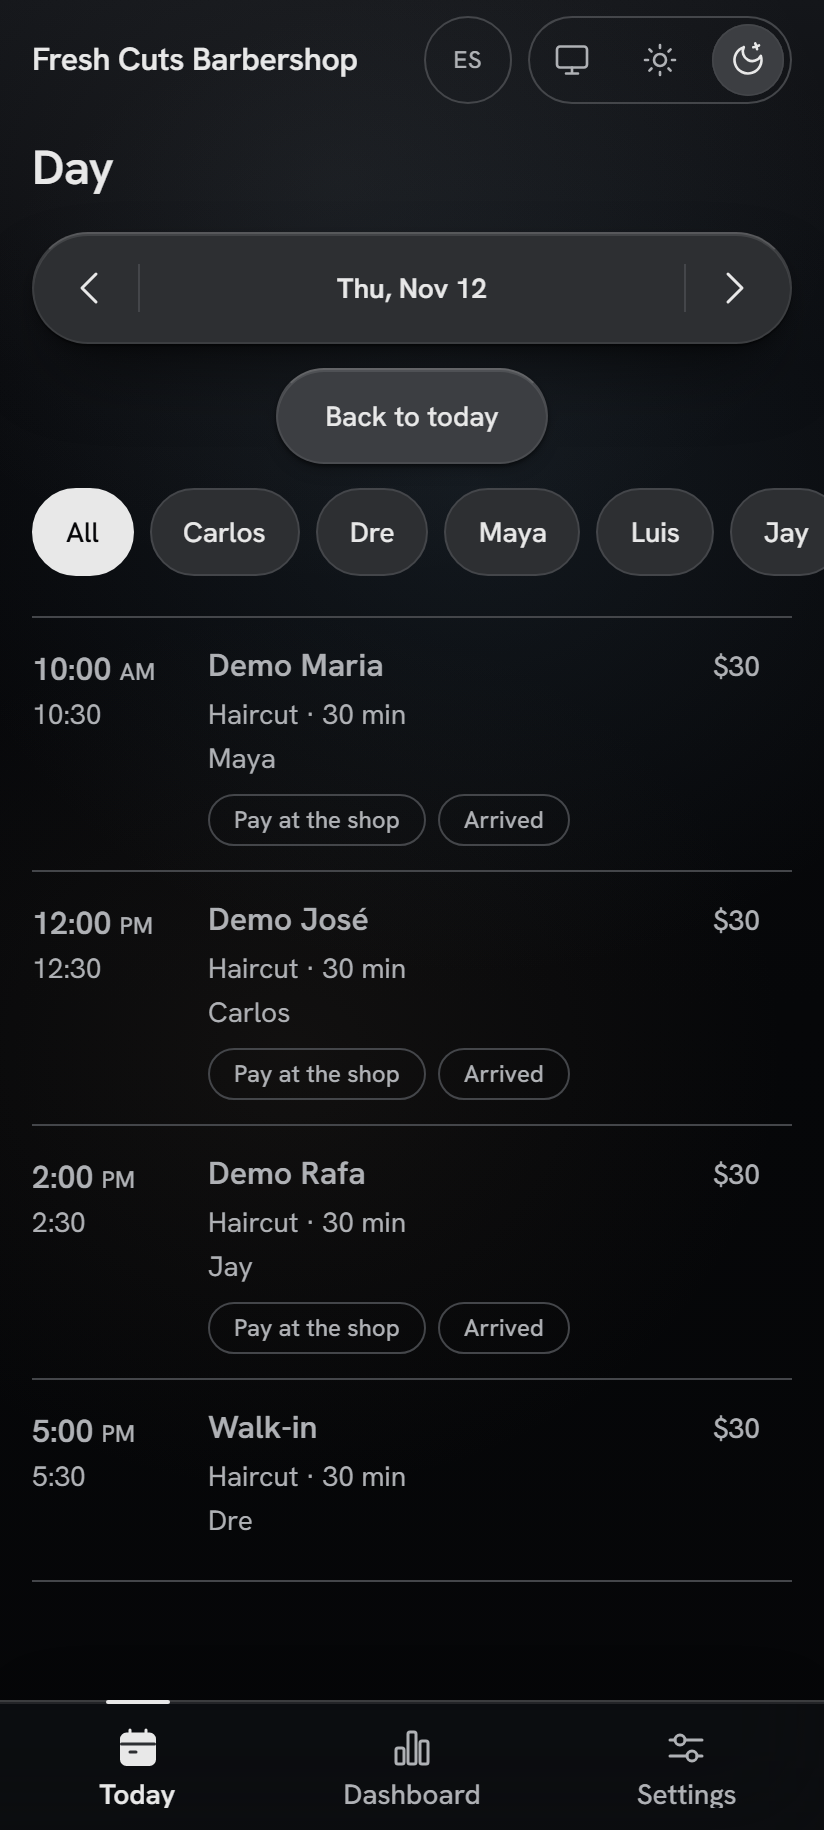 Fresh Cuts Barbershop
ES
Day
Thu, Nov 12
Back to today
All Carlos Dre Maya Luis Jay
10:00 AM Demo Maria $30
10:30 Haircut · 30 min
Maya
Pay at the shop Arrived
12:00 PM Demo José $30
12:30 Haircut · 30 min
Carlos
Pay at the shop Arrived
2:00 PM Demo Rafa $30
2:30 Haircut · 30 min
Jay
Pay at the shop Arrived
5:00 PM Walk-in $30
5:30 Haircut · 30 min
Dre
Today Dashboard Settings